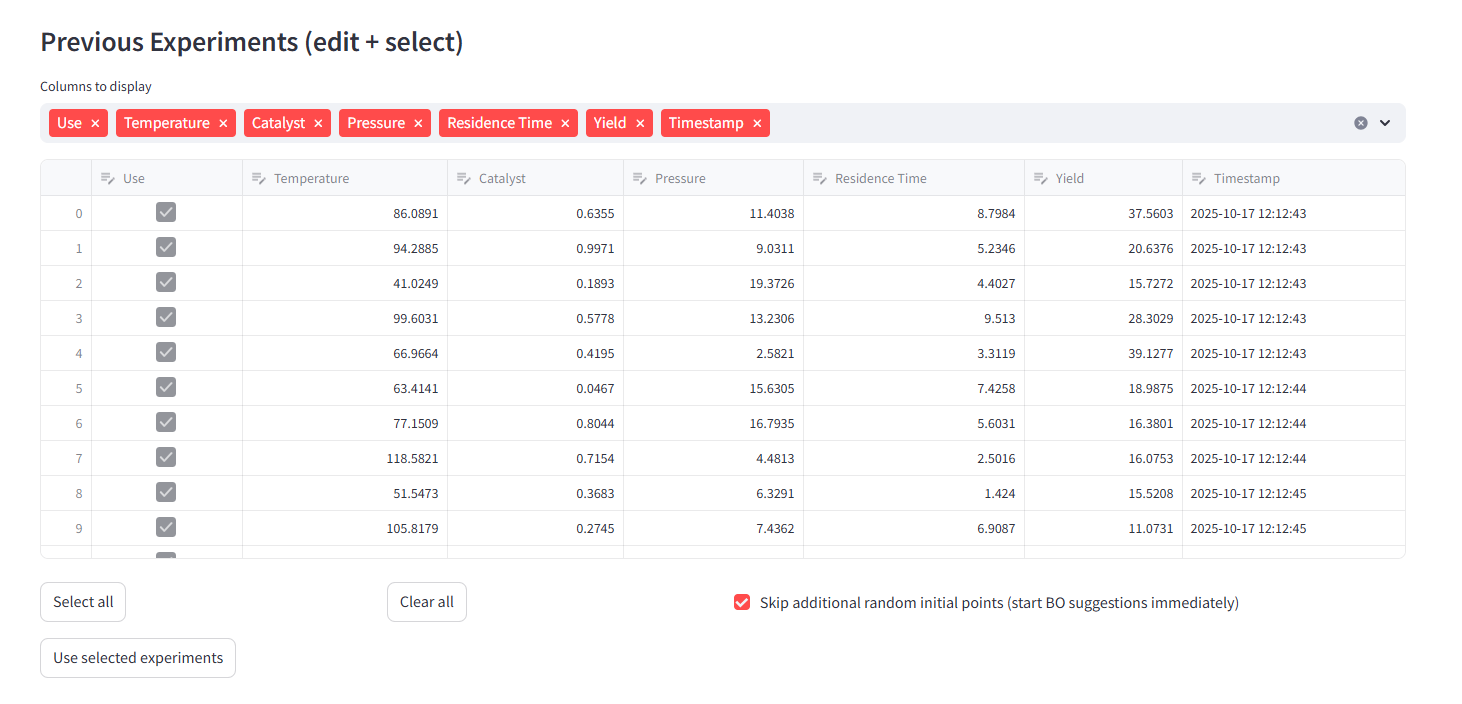 Previous Experiments (edit + select)
Columns to display
Use Temperature Catalyst Pressure Residence Time Yield Timestamp
Use Temperature Catalyst Pressure Residence Time Yield Timestamp
0 86.0891 0.6355 11.4038 8.7984 37.5603 2025-10-17 12:12:43
1 94.2885 0.9971 9.0311 5.2346 20.6376 2025-10-17 12:12:43
2 41.0249 0.1893 19.3726 4.4027 15.7272 2025-10-17 12:12:43
3 99.6031 0.5778 13.2306 9.513 28.3029 2025-10-17 12:12:43
4 66.9664 0.4195 2.5821 3.3119 39.1277 2025-10-17 12:12:43
5 63.4141 0.0467 15.6305 7.4258 18.9875 2025-10-17 12:12:44
6 77.1509 0.8044 16.7935 5.6031 16.3801 2025-10-17 12:12:44
7 118.5821 0.7154 4.4813 2.5016 16.0753 2025-10-17 12:12:44
8 51.5473 0.3683 6.3291 1.424 15.5208 2025-10-17 12:12:45
9 105.8179 0.2745 7.4362 6.9087 11.0731 2025-10-17 12:12:45
Select all Clear all Skip additional random initial points (start BO suggestions immediately)
Use selected experiments